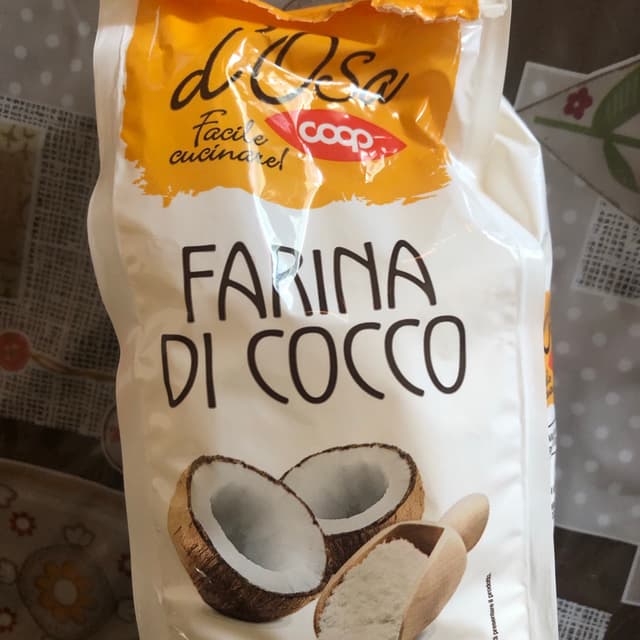 d'Osa
coop
Facile
cucinare!
FARINA
DI COCCO